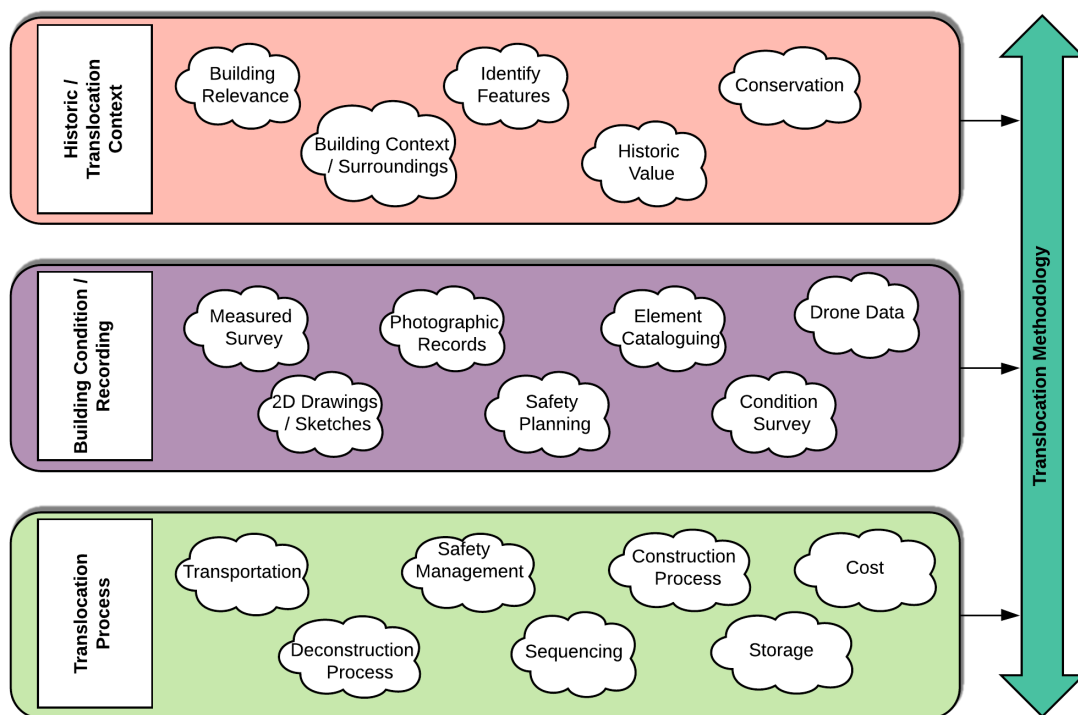 Historic /
Translocation
Context
Building
Relevance
Identify
Features
Conservation
Building Context
/ Surroundings
Historic
Value
Building Condition /
Recording
Measured
Survey
Photographic
Records
Element
Cataloguing
Drone Data
2D Drawings
/ Sketches
Safety
Planning
Condition
Survey
Translocation
Process
Transportation
Safety
Management
Construction
Process
Cost
Deconstruction
Process
Sequencing
Storage
Translocation Methodology